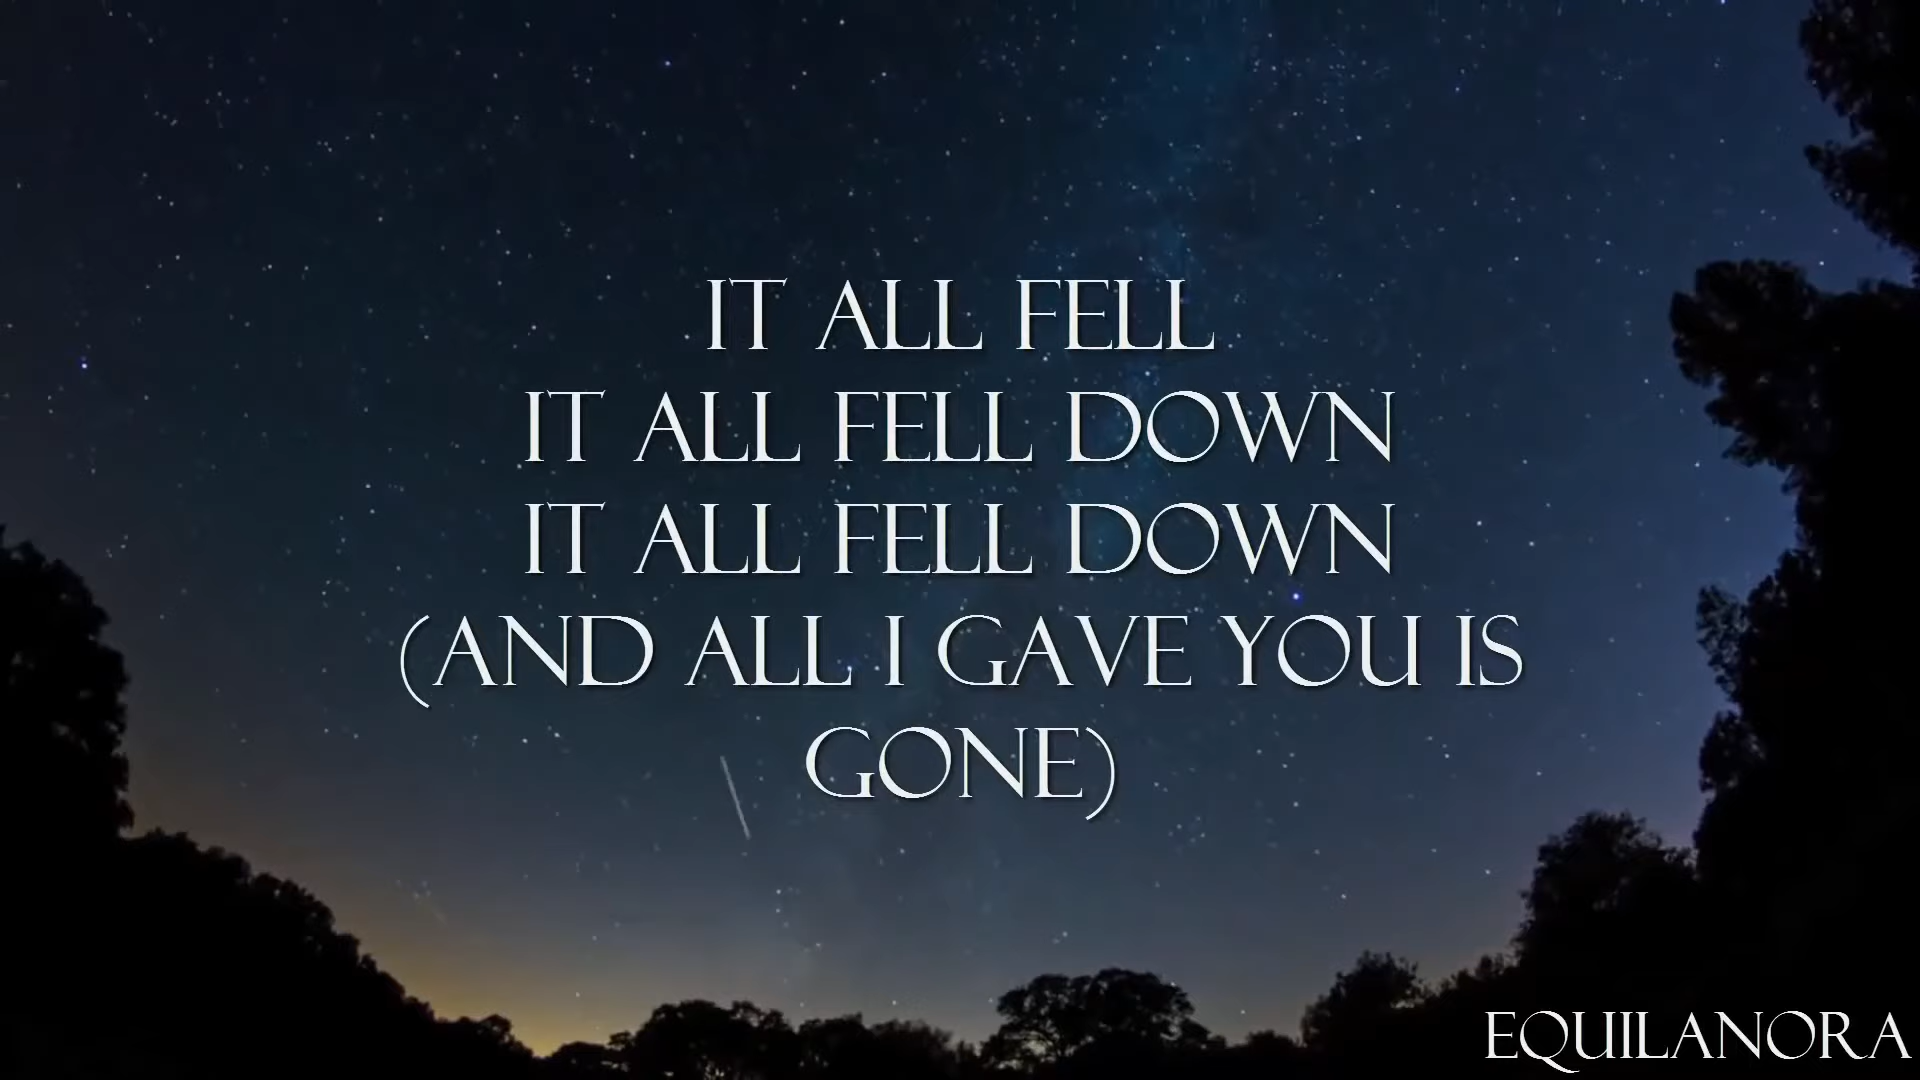 IT ALL FELL
IT ALL FELL DOWN
IT ALL FELL DOWN
(AND ALL I GAVE YOU IS
GONE)
EQUILANORA